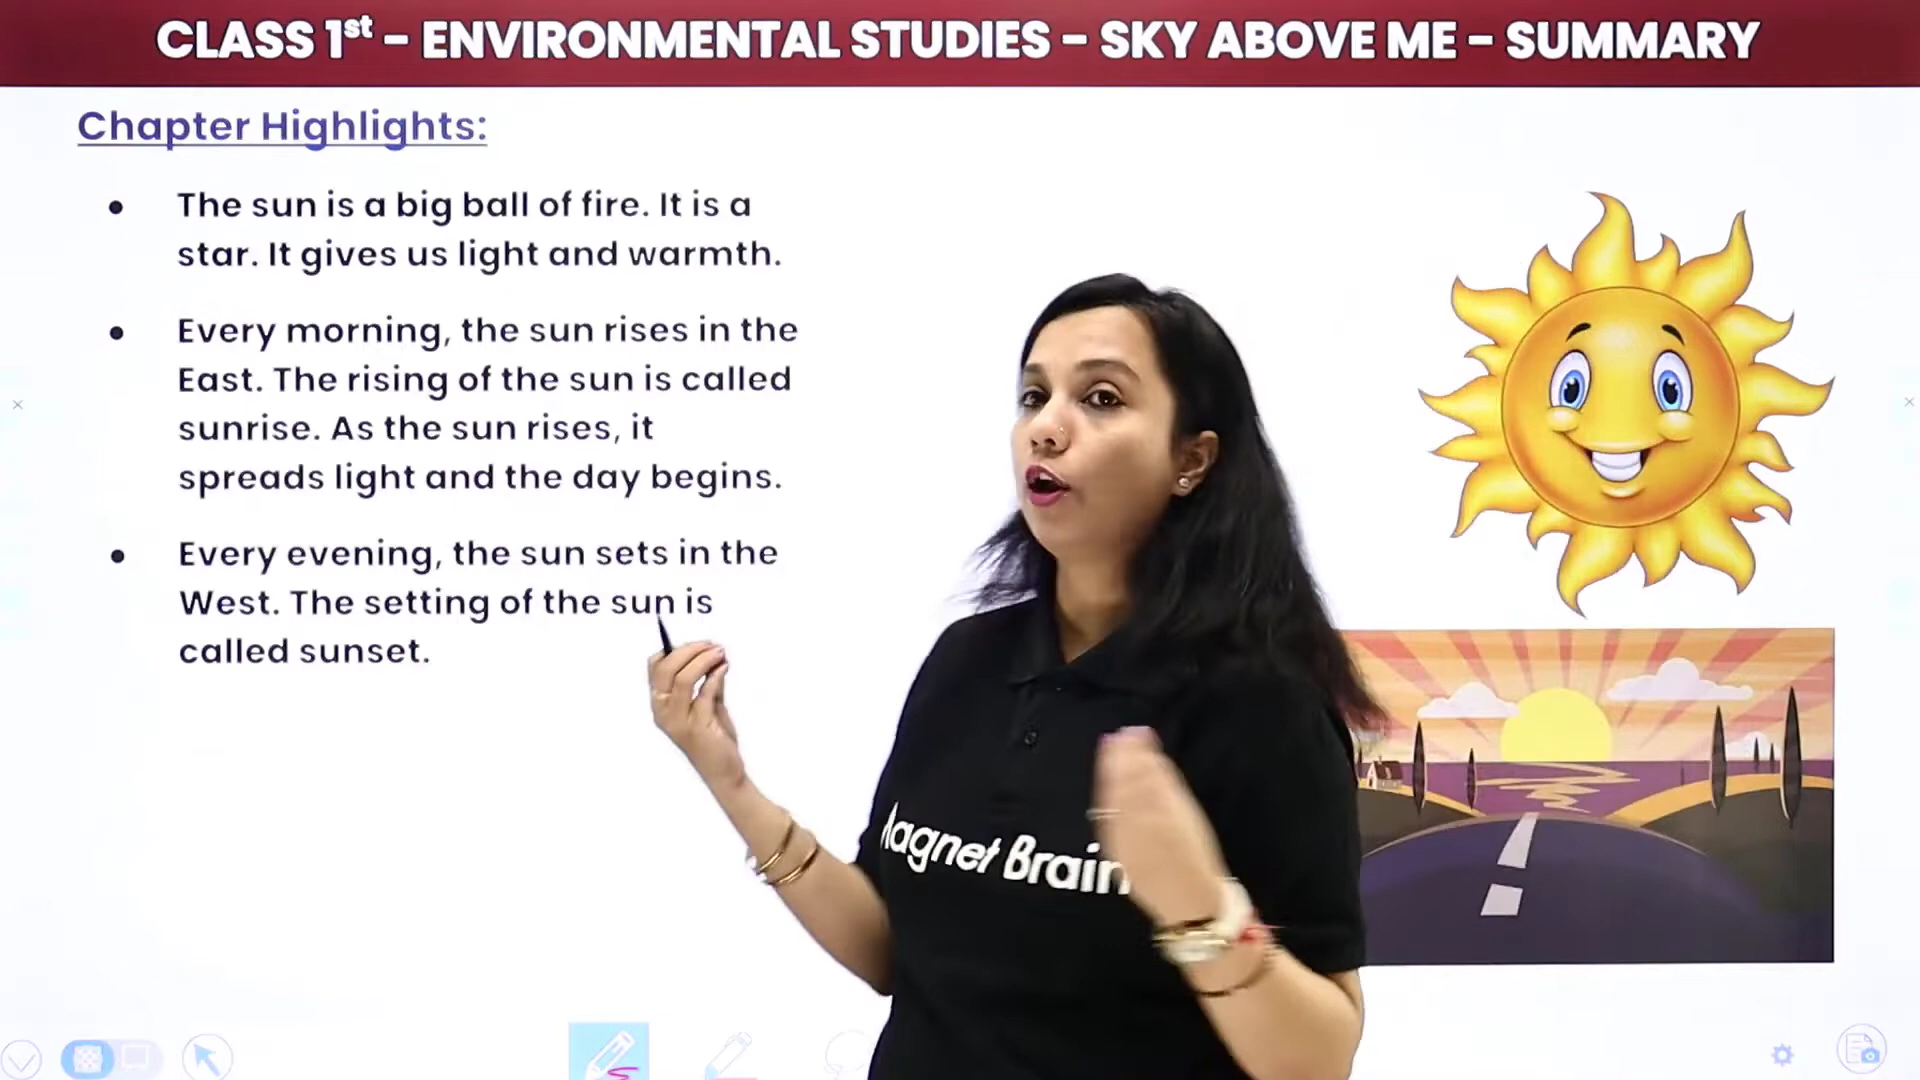 CLASS 1st - ENVIRONMENTAL STUDIES - SKY ABOVE ME - SUMMARY
Chapter Highlights:
• The sun is a big ball of fire. It is a
star. It gives us light and warmth.
• Every morning, the sun rises in the
East. The rising of the sun is called
sunrise. As the sun rises, it
spreads light and the day begins.
• Every evening, the sun sets in the
West. The setting of the sun is
called sunset.
agnet Brain